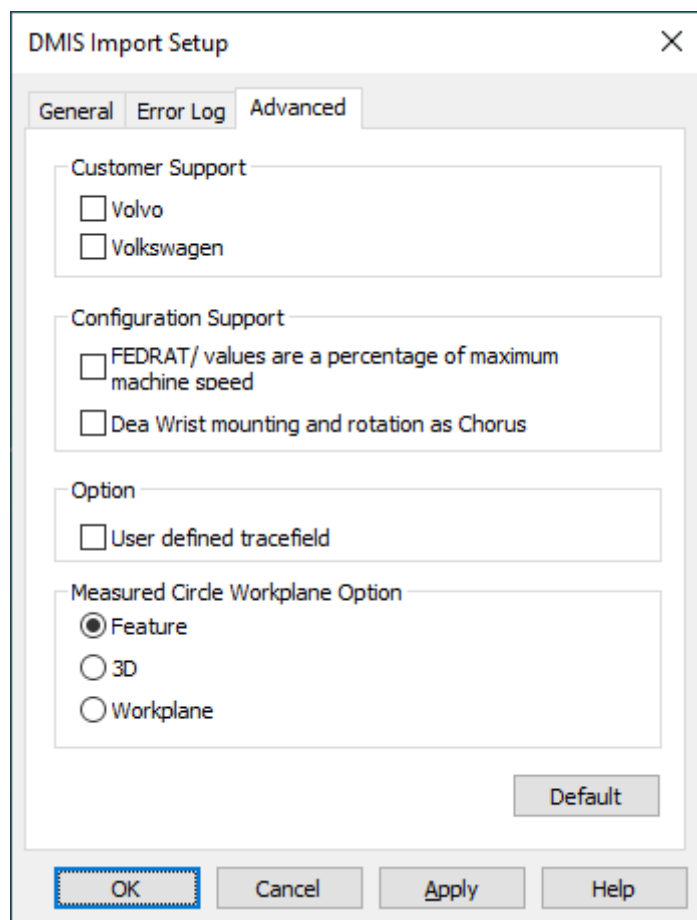 DMIS Import Setup
General
Error Log
Advanced
Customer Support
Volvo
Volkswagen
Configuration Support
FEDRAT/ values are a percentage of maximum
machine speed
Dea Wrist mounting and rotation as Chorus
Option
User defined tracefield
Measured Circle Workplane Option
Feature
3D
Workplane
Default
OK
Cancel
Apply
Help